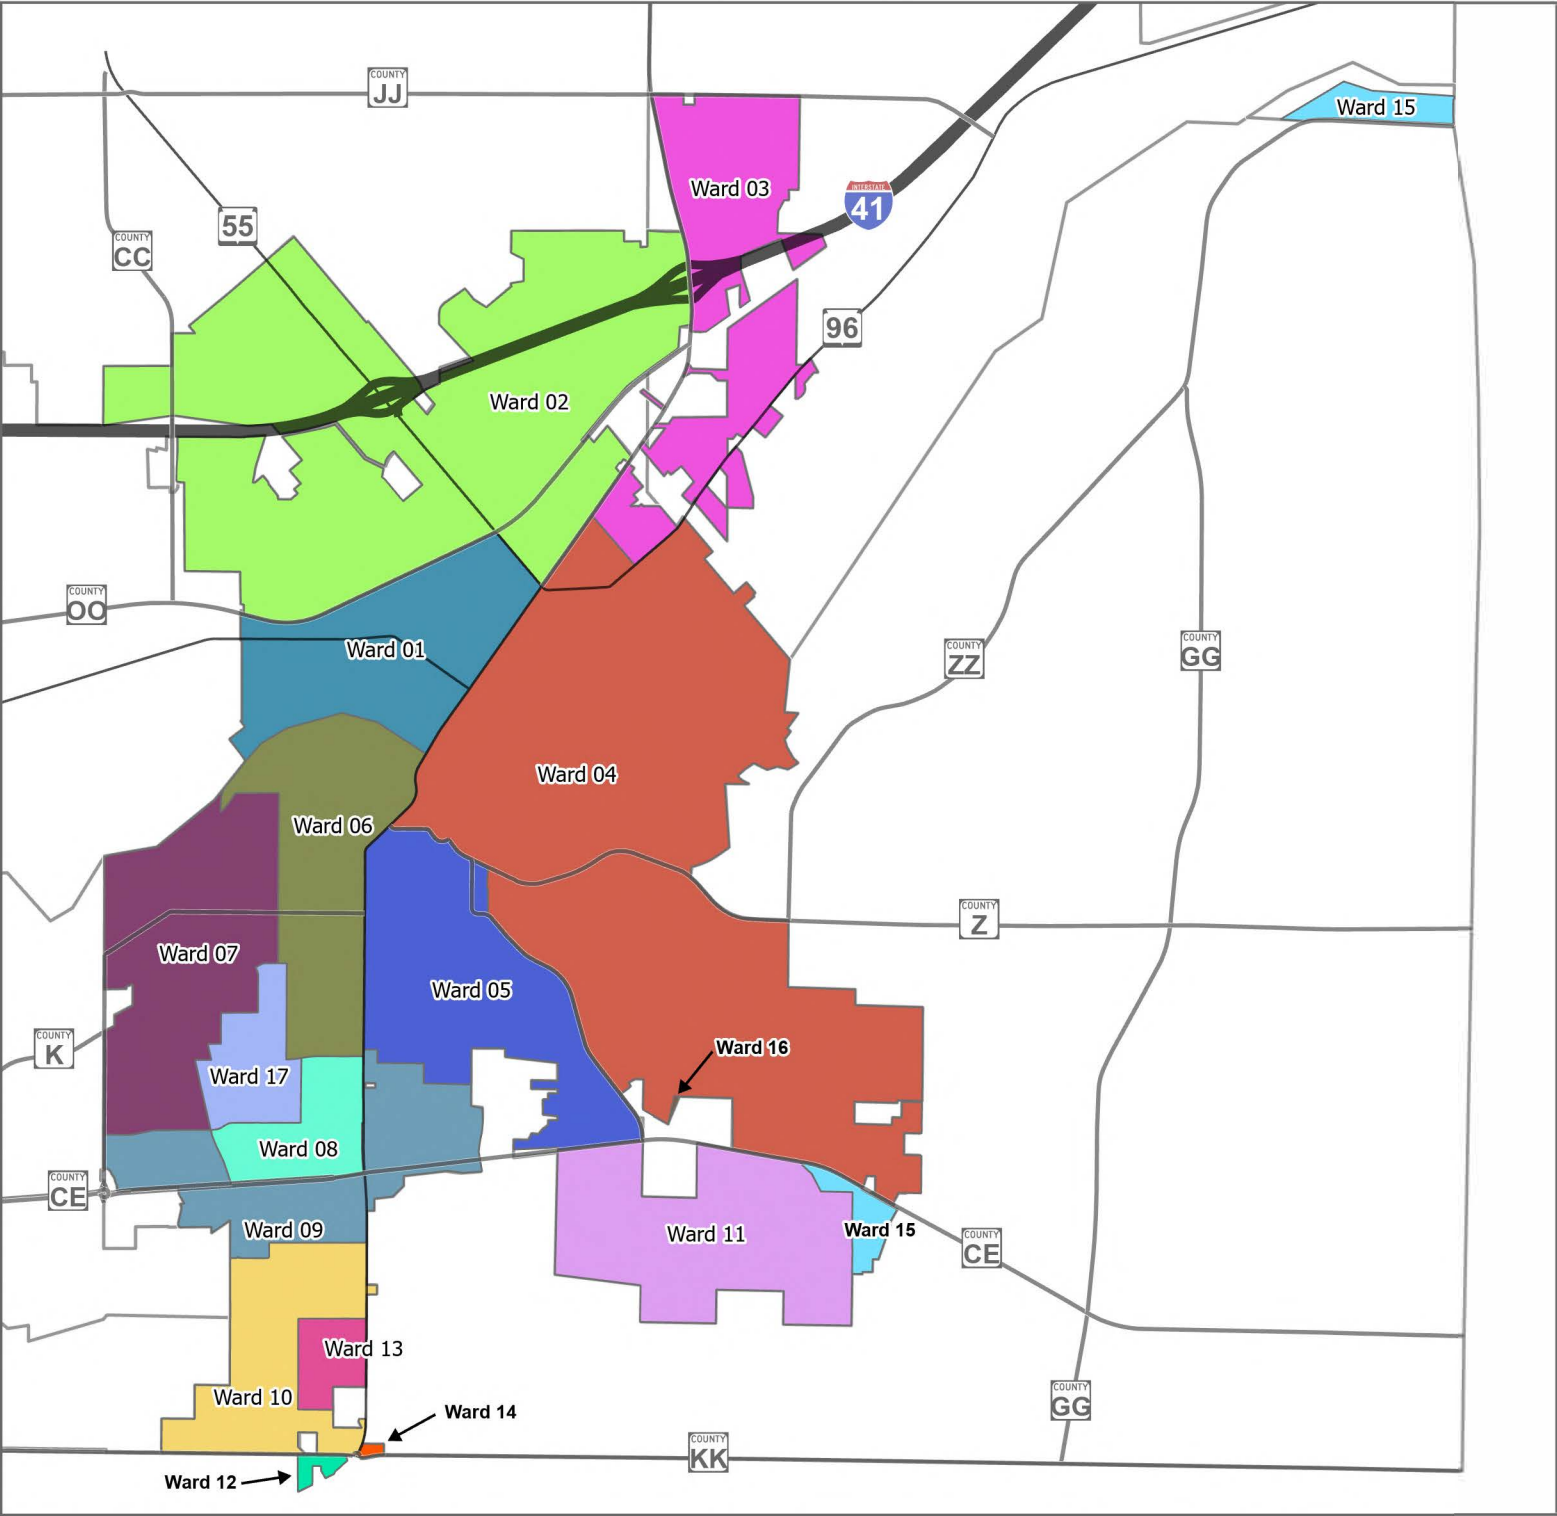 COUNTY
JJ
Ward 15
Ward 03
INTERSTATE
41
55
COUNTY
CC
96
Ward 02
COUNTY
OO
Ward 01
COUNTY
ZZ
COUNTY
GG
Ward 04
Ward 06
COUNTY
Z
Ward 07
Ward 05
COUNTY
K
Ward 16
Ward 17
Ward 08
COUNTY
CE
Ward 09
Ward 11
Ward 15
COUNTY
CE
Ward 13
Ward 10
COUNTY
GG
Ward 14
COUNTY
KK
Ward 12